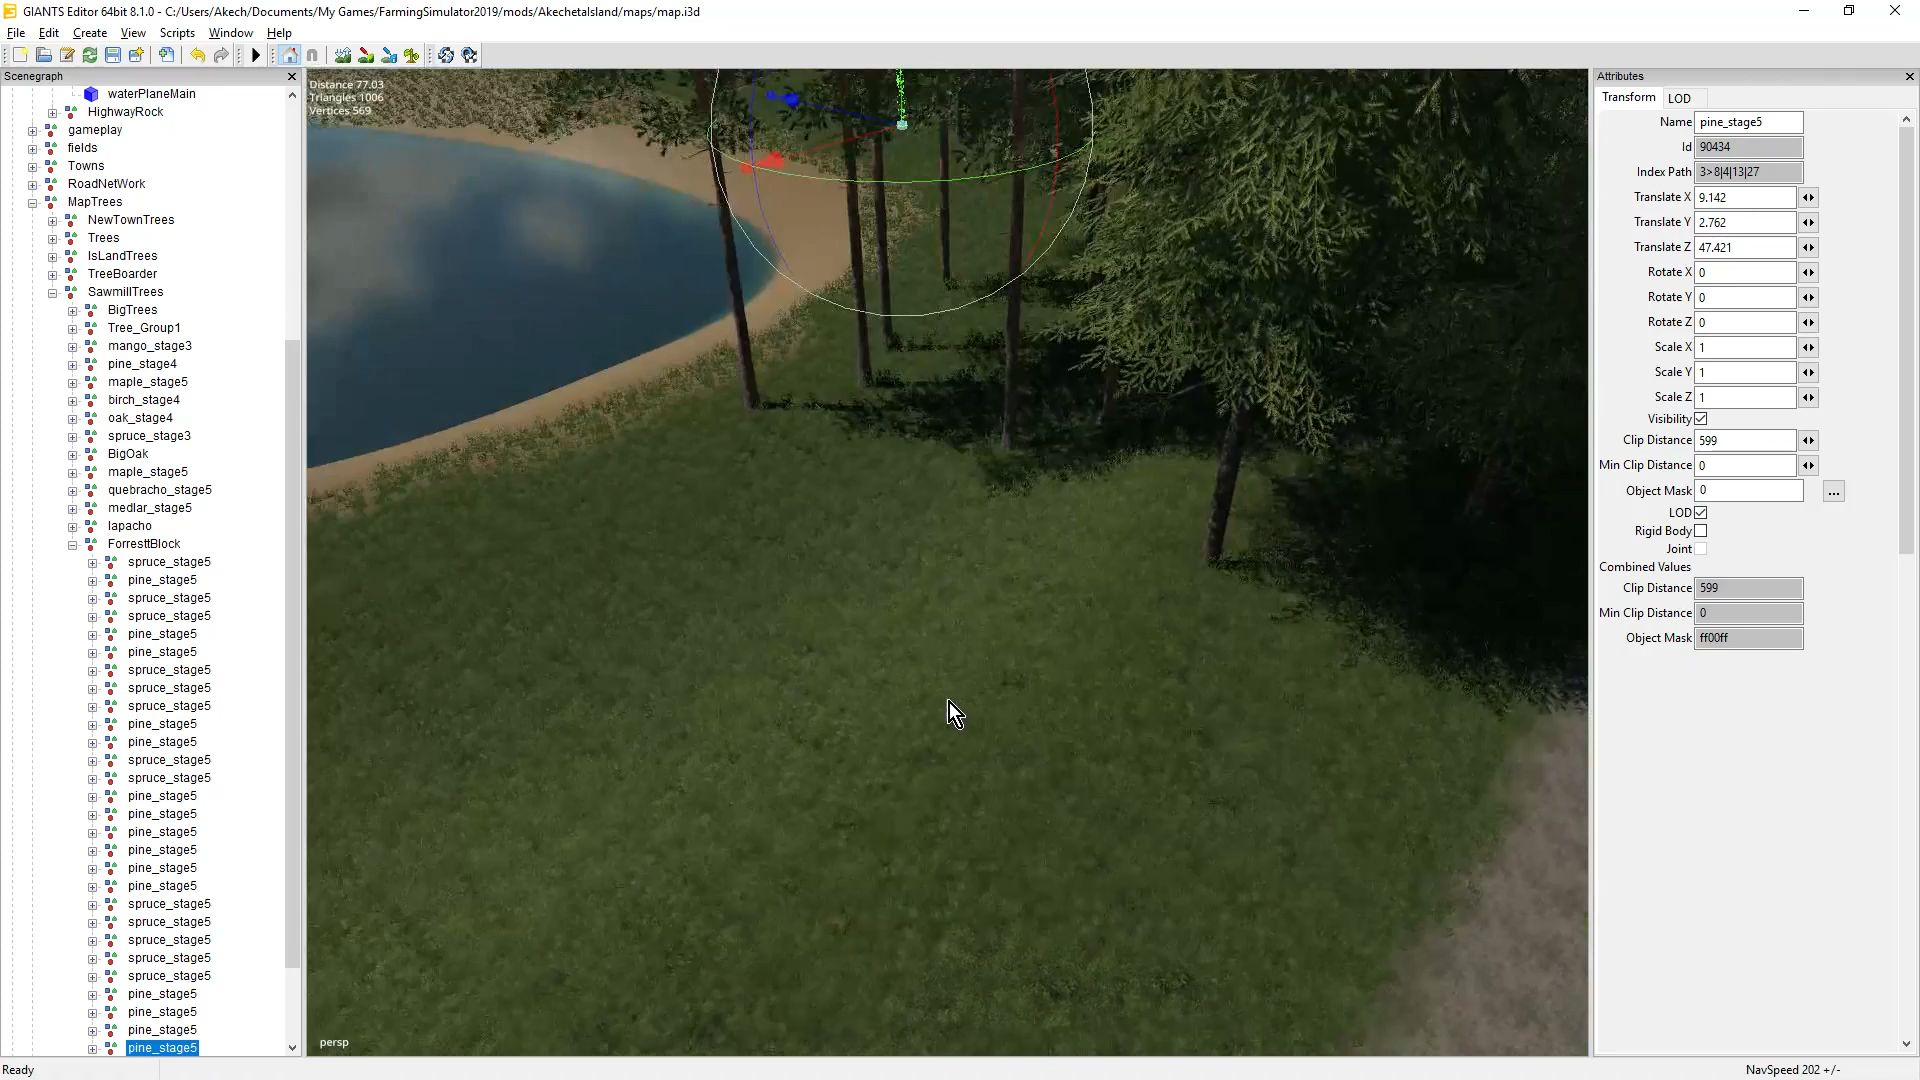 GIANTS Editor 64bit 8.1.0 - C:/Users/Akech/Documents/My Games/FarmingSimulator2019/mods/AkechetaIsland/maps/map.i3d
File Edit Create View Scripts Window Help
Scenegraph
waterPlaneMain
HighwayRock
gameplay
fields
Towns
RoadNetWork
MapTrees
NewTownTrees
Trees
IsLandTrees
TreeBoarder
SawmillTrees
BigTrees
Tree_Group1
mango_stage3
pine_stage4
maple_stage5
birch_stage4
oak_stage4
spruce_stage3
BigOak
maple_stage5
quebracho_stage5
medlar_stage5
lapacho
ForresttBlock
spruce_stage5
pine_stage5
spruce_stage5
spruce_stage5
pine_stage5
pine_stage5
spruce_stage5
spruce_stage5
spruce_stage5
pine_stage5
pine_stage5
spruce_stage5
spruce_stage5
pine_stage5
pine_stage5
pine_stage5
pine_stage5
pine_stage5
pine_stage5
spruce_stage5
spruce_stage5
spruce_stage5
spruce_stage5
spruce_stage5
pine_stage5
pine_stage5
pine_stage5
pine_stage5
Distance 77.03
Triangles 1006
Vertices 569
persp
Attributes
Transform LOD
Name pine_stage5
Id 90434
Index Path 3>8|4|13|27
Translate X 9.142
Translate Y 2.762
Translate Z 47.421
Rotate X 0
Rotate Y 0
Rotate Z 0
Scale X 1
Scale Y 1
Scale Z 1
Visibility
Clip Distance 599
Min Clip Distance 0
Object Mask 0 ...
LOD
Rigid Body
Joint
Combined Values
Clip Distance 599
Min Clip Distance 0
Object Mask ff00ff
Ready
NavSpeed 202 +/-